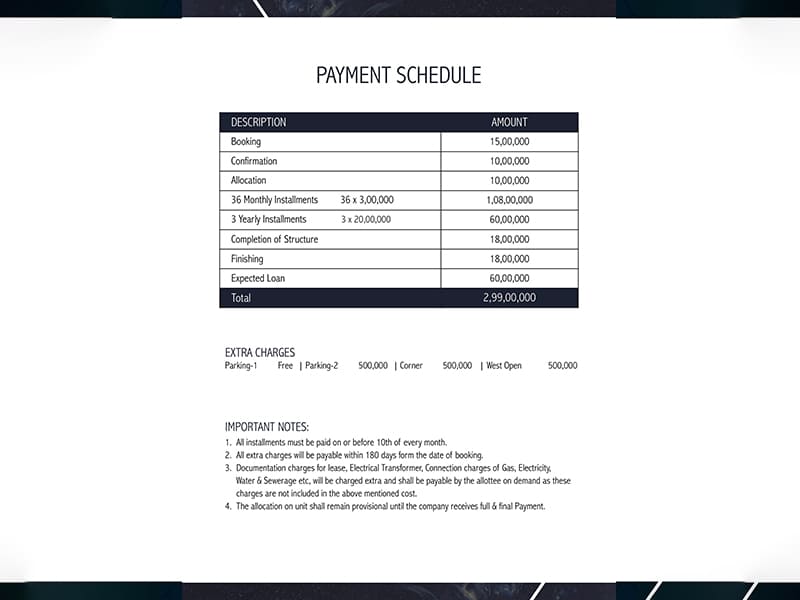 PAYMENT SCHEDULE
DESCRIPTION AMOUNT
Booking 15,00,000
Confirmation 10,00,000
Allocation 10,00,000
36 Monthly Installments 36 x 3,00,000 1,08,00,000
3 Yearly Installments 3 x 20,00,000 60,00,000
Completion of Structure 18,00,000
Finishing 18,00,000
Expected Loan 60,00,000
Total 2,99,00,000
EXTRA CHARGES
Parking-1 Free | Parking-2 500,000 | Corner 500,000 | West Open 500,000
IMPORTANT NOTES:
1. All installments must be paid on or before 10th of every month.
2. All extra charges will be payable within 180 days form the date of booking.
3. Documentation charges for lease, Electrical Transformer, Connection charges of Gas, Electricity,
Water & Sewerage etc, will be charged extra and shall be payable by the allottee on demand as these
charges are not included in the above mentioned cost.
4. The allocation on unit shall remain provisional until the company receives full & final Payment.